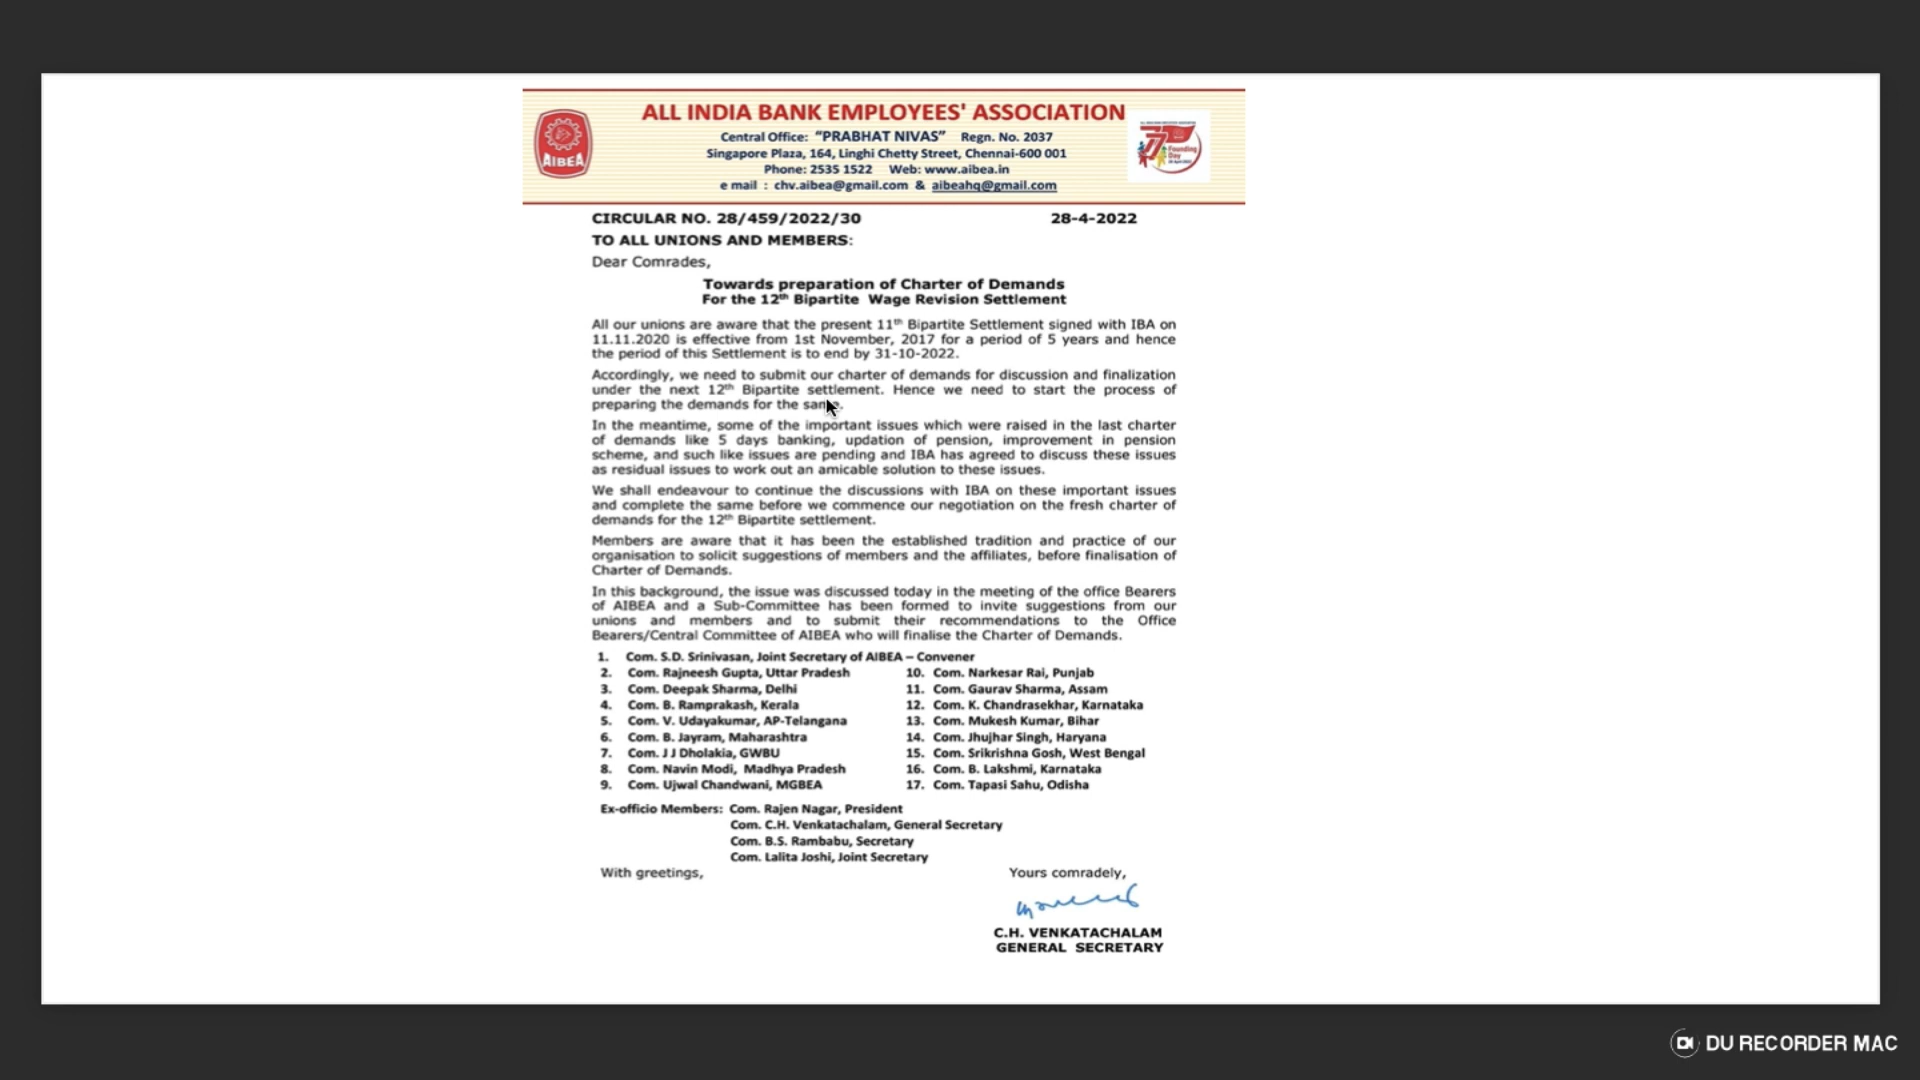 ALL INDIA BANK EMPLOYEES' ASSOCIATION
Central Office: “PRABHAT NIVAS” Regn. No. 2037
Singapore Plaza, 164, Linghi Chetty Street, Chennai-600 001
Phone: 2535 1522 Web: www.aibea.in
e mail : chv.aibea@gmail.com & aibeahq@gmail.com
AIBEA
77
Founding
Day
CIRCULAR NO. 28/459/2022/30 28-4-2022
TO ALL UNIONS AND MEMBERS:
Dear Comrades,
Towards preparation of Charter of Demands
For the 12th Bipartite Wage Revision Settlement
All our unions are aware that the present 11th Bipartite Settlement signed with IBA on
11.11.2020 is effective from 1st November, 2017 for a period of 5 years and hence
the period of this Settlement is to end by 31-10-2022.
Accordingly, we need to submit our charter of demands for discussion and finalization
under the next 12th Bipartite settlement. Hence we need to start the process of
preparing the demands for the same.
In the meantime, some of the important issues which were raised in the last charter
of demands like 5 days banking, updation of pension, improvement in pension
scheme, and such like issues are pending and IBA has agreed to discuss these issues
as residual issues to work out an amicable solution to these issues.
We shall endeavour to continue the discussions with IBA on these important issues
and complete the same before we commence our negotiation on the fresh charter of
demands for the 12th Bipartite settlement.
Members are aware that it has been the established tradition and practice of our
organisation to solicit suggestions of members and the affiliates, before finalisation of
Charter of Demands.
In this background, the issue was discussed today in the meeting of the office Bearers
of AIBEA and a Sub-Committee has been formed to invite suggestions from our
unions and members and to submit their recommendations to the Office
Bearers/Central Committee of AIBEA who will finalise the Charter of Demands.
1. Com. S.D. Srinivasan, Joint Secretary of AIBEA – Convener
2. Com. Rajneesh Gupta, Uttar Pradesh
3. Com. Deepak Sharma, Delhi
4. Com. B. Ramprakash, Kerala
5. Com. V. Udayakumar, AP-Telangana
6. Com. B. Jayram, Maharashtra
7. Com. J J Dholakia, GWBU
8. Com. Navin Modi, Madhya Pradesh
9. Com. Ujwal Chandwani, MGBEA
10. Com. Narkesar Rai, Punjab
11. Com. Gaurav Sharma, Assam
12. Com. K. Chandrasekhar, Karnataka
13. Com. Mukesh Kumar, Bihar
14. Com. Jhujhar Singh, Haryana
15. Com. Srikrishna Gosh, West Bengal
16. Com. B. Lakshmi, Karnataka
17. Com. Tapasi Sahu, Odisha
Ex-officio Members: Com. Rajen Nagar, President
Com. C.H. Venkatachalam, General Secretary
Com. B.S. Rambabu, Secretary
Com. Lalita Joshi, Joint Secretary
With greetings, Yours comradely,
C.H. VENKATACHALAM
GENERAL SECRETARY
DU RECORDER MAC